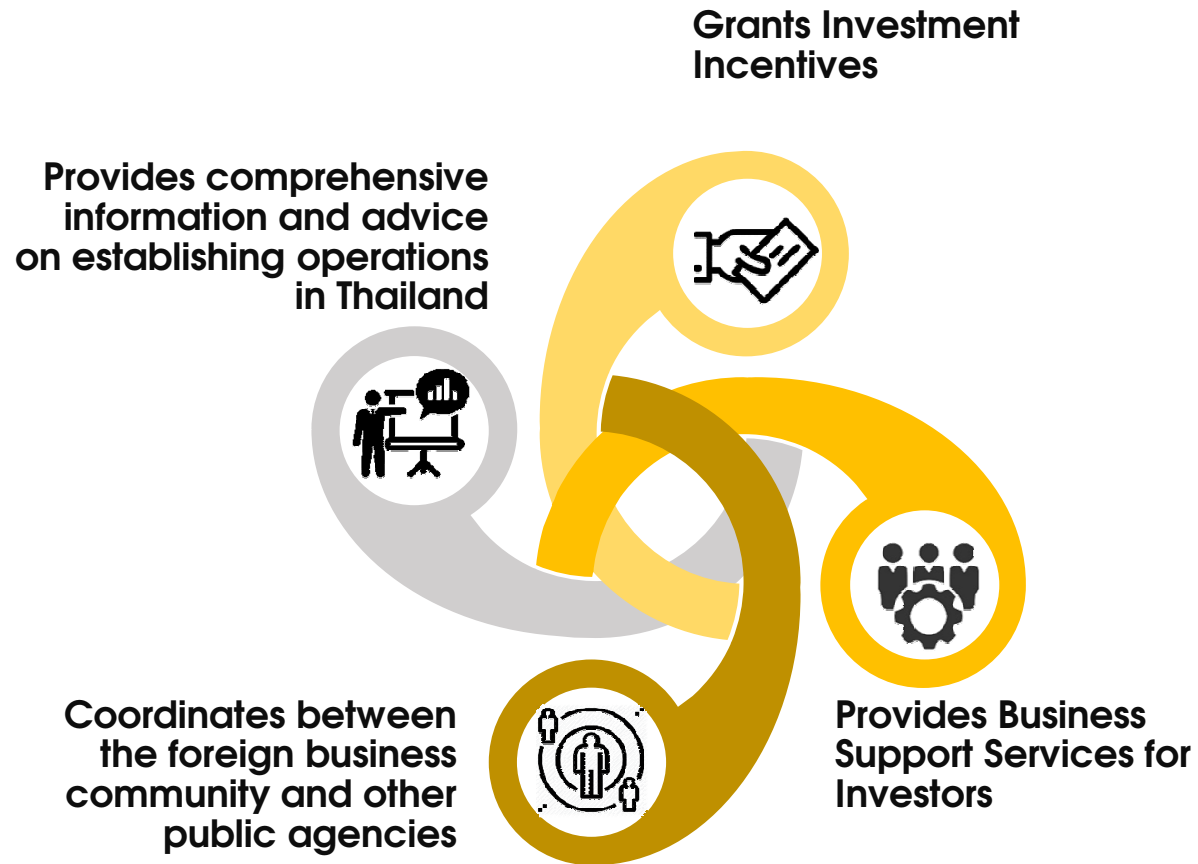 Grants Investment
Incentives
Provides comprehensive
information and advice
on establishing operations
in Thailand
Coordinates between
the foreign business
community and other
public agencies
Provides Business
Support Services for
Investors